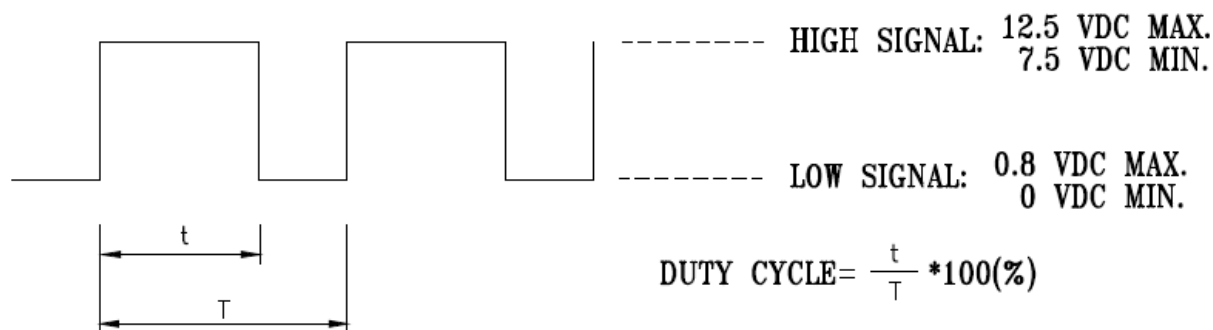 HIGH SIGNAL: 12.5 VDC MAX.
7.5 VDC MIN.
LOW SIGNAL: 0.8 VDC MAX.
0 VDC MIN.
t
T
DUTY CYCLE= t/T *100(%)